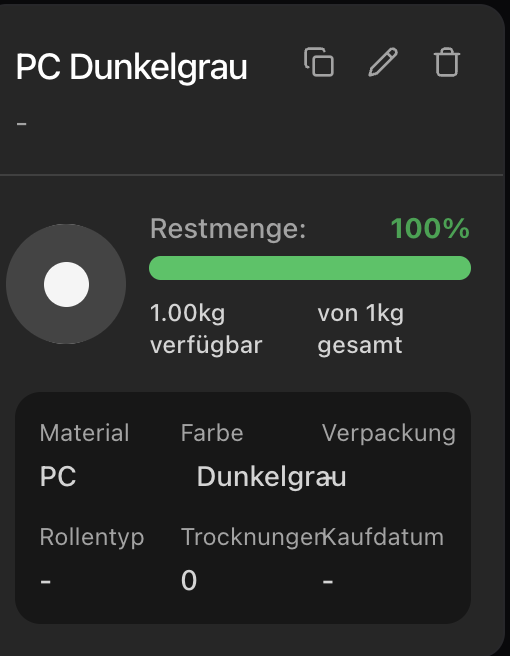 PC Dunkelgrau
-
Restmenge: 100%
1.00kg verfügbar
von 1kg gesamt
Material Farbe Verpackung
PC Dunkelgrau -
Rollentyp Trocknungen Kaufdatum
- 0 -